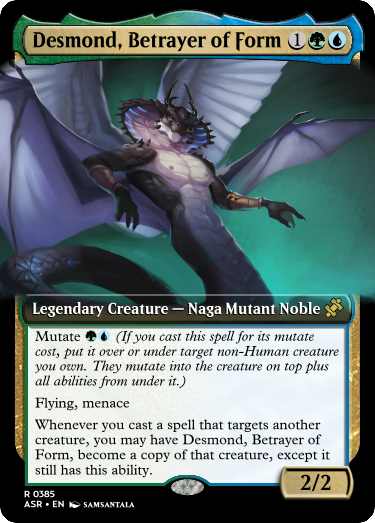 Desmond, Betrayer of Form 1
Legendary Creature — Naga Mutant Noble
Mutate (If you cast this spell for its mutate
cost, put it over or under target non-Human creature
you own. They mutate into the creature on top plus
all abilities from under it.)
Flying, menace
Whenever you cast a spell that targets another
creature, you may have Desmond, Betrayer of
Form, become a copy of that creature, except it
still has this ability.
2/2
R 0385
ASR • EN SAMSANTALA